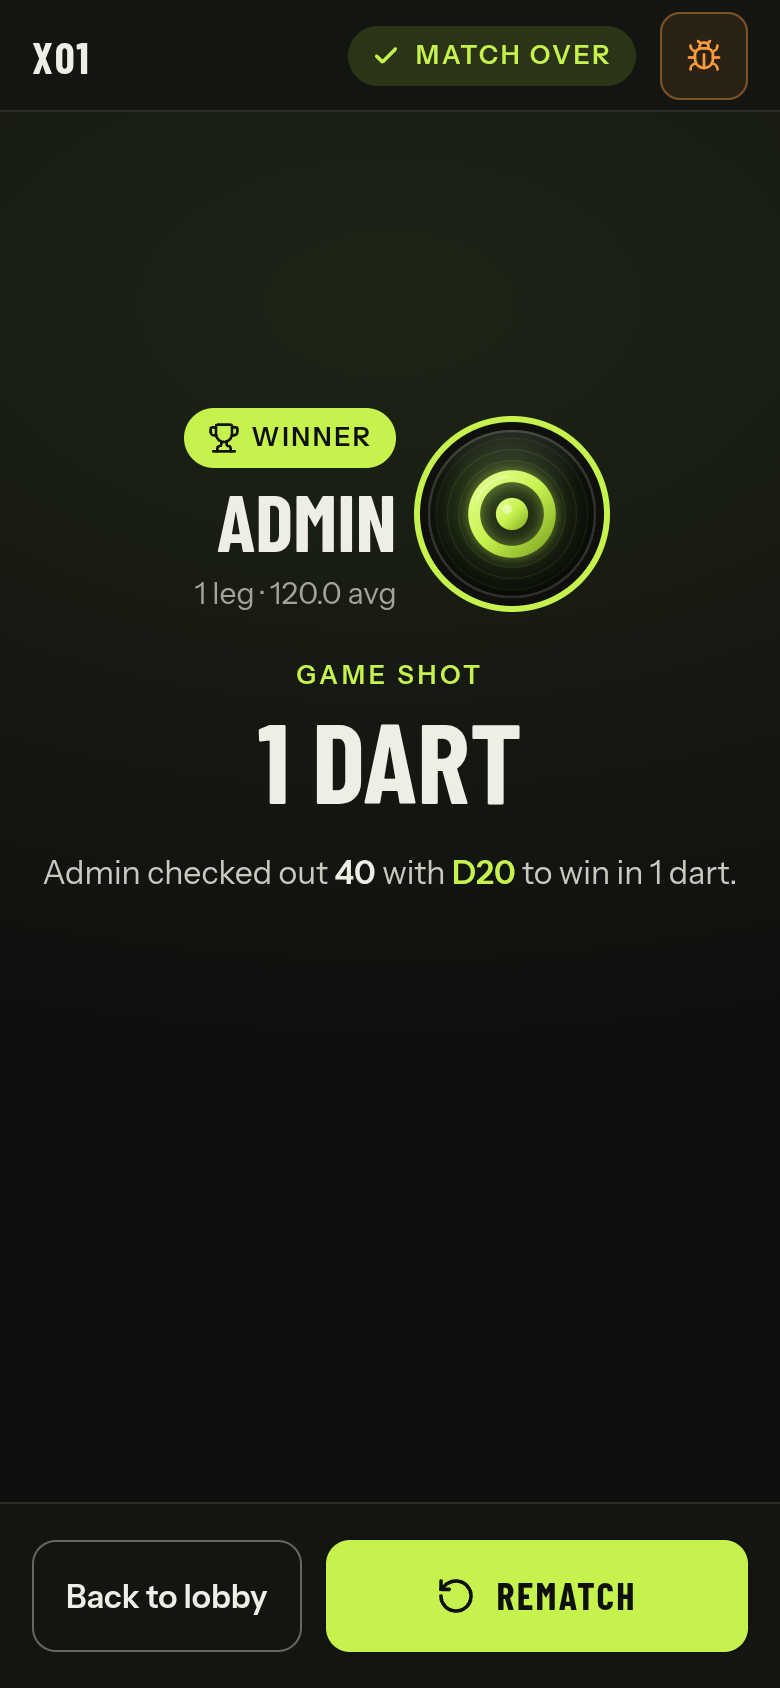 X01
MATCH OVER
WINNER
ADMIN
1 leg · 120.0 avg
GAME SHOT
1 DART
Admin checked out 40 with D20 to win in 1 dart.
Back to lobby
REMATCH